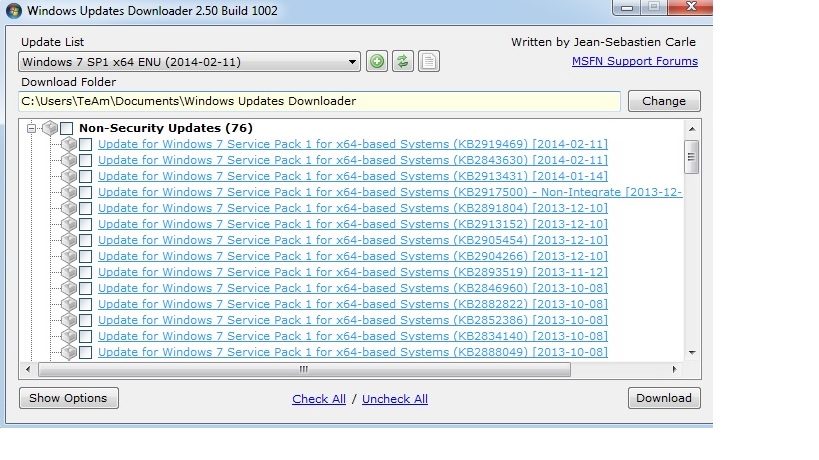 Windows Updates Downloader 2.50 Build 1002
Update List
Written by Jean-Sebastien Carle
Windows 7 SP1 x64 ENU (2014-02-11)
MSFN Support Forums
Download Folder
C:\Users\TeAm\Documents\Windows Updates Downloader
Change
Non-Security Updates (76)
Update for Windows 7 Service Pack 1 for x64-based Systems (KB2919469) [2014-02-11]
Update for Windows 7 Service Pack 1 for x64-based Systems (KB2843630) [2014-02-11]
Update for Windows 7 Service Pack 1 for x64-based Systems (KB2913431) [2014-01-14]
Update for Windows 7 Service Pack 1 for x64-based Systems (KB2917500) - Non-Integrate [2013-12-
Update for Windows 7 Service Pack 1 for x64-based Systems (KB2891804) [2013-12-10]
Update for Windows 7 Service Pack 1 for x64-based Systems (KB2913152) [2013-12-10]
Update for Windows 7 Service Pack 1 for x64-based Systems (KB2905454) [2013-12-10]
Update for Windows 7 Service Pack 1 for x64-based Systems (KB2904266) [2013-12-10]
Update for Windows 7 Service Pack 1 for x64-based Systems (KB2893519) [2013-11-12]
Update for Windows 7 Service Pack 1 for x64-based Systems (KB2846960) [2013-10-08]
Update for Windows 7 Service Pack 1 for x64-based Systems (KB2882822) [2013-10-08]
Update for Windows 7 Service Pack 1 for x64-based Systems (KB2852386) [2013-10-08]
Update for Windows 7 Service Pack 1 for x64-based Systems (KB2834140) [2013-10-08]
Update for Windows 7 Service Pack 1 for x64-based Systems (KB2888049) [2013-10-08]
Show Options
Check All / Uncheck All
Download